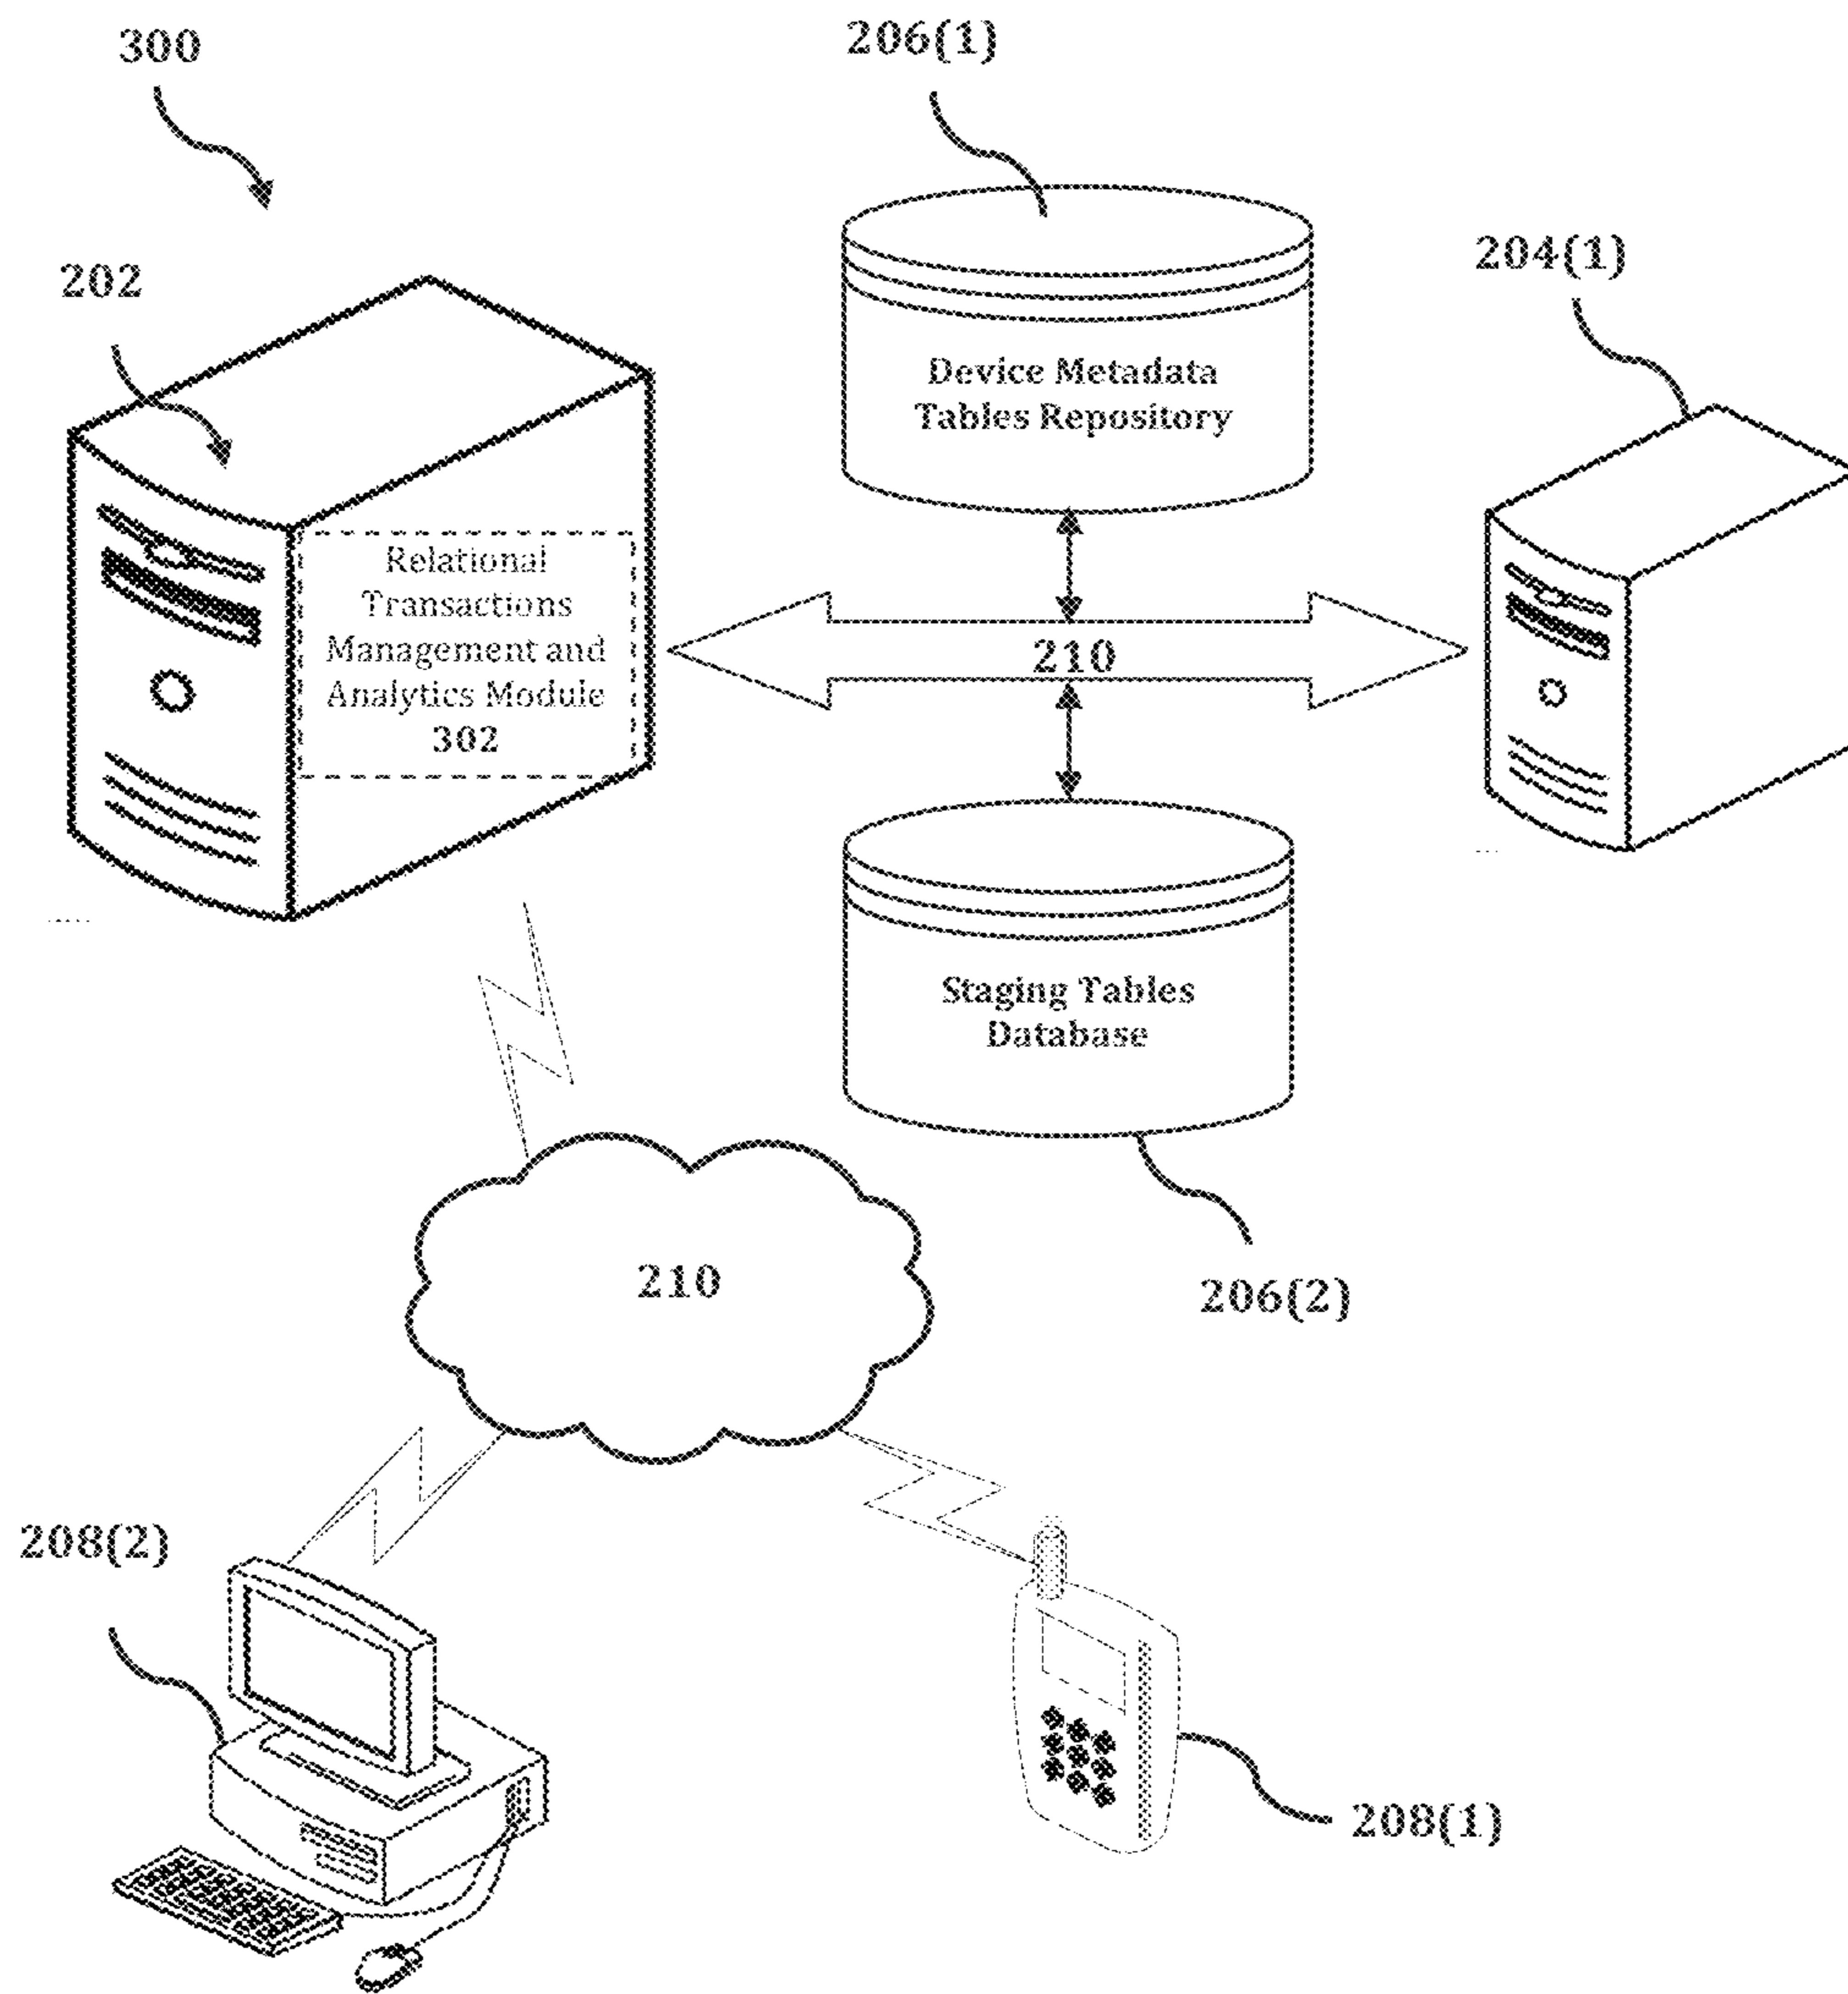 300
206(1)
204(1)
202
Device Metadata
Tables Repository
Relational
Transactions
Management and
Analytics Module
302
210
Staging Tables
Database
206(2)
210
208(2)
208(1)